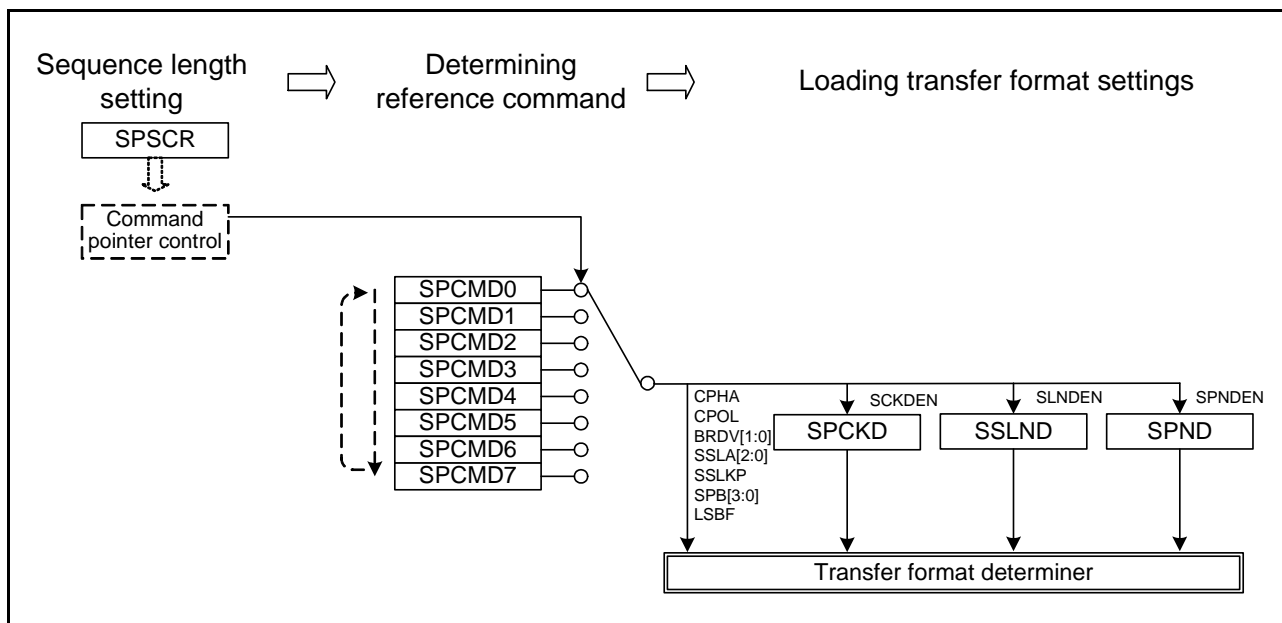 Sequence length
setting
Determining
reference command
Loading transfer format settings
SPSCR
Command
pointer control
SPCMD0
SPCMD1
SPCMD2
SPCMD3
SPCMD4
SPCMD5
SPCMD6
SPCMD7
CPHA
CPOL
BRDV[1:0]
SSLA[2:0]
SSLKP
SPB[3:0]
LSBF
SCKDEN
SPCKD
SLNDEN
SSLND
SPNDEN
SPND
Transfer format determiner